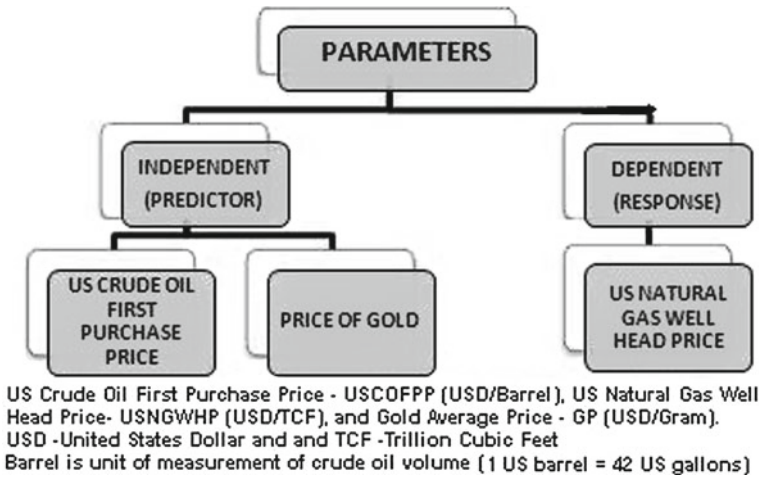 PARAMETERS
INDEPENDENT
(PREDICTOR)
DEPENDENT
(RESPONSE)
US CRUDE OIL
FIRST
PURCHASE
PRICE
PRICE OF GOLD
US NATURAL
GAS WELL
HEAD PRICE
US Crude Oil First Purchase Price - USCOFPP (USD/Barrel), US Natural Gas Well
Head Price- USNGWHP (USD/TCF), and Gold Average Price - GP (USD/Gram).
USD -United States Dollar and and TCF -Trillion Cubic Feet
Barrel is unit of measurement of crude oil volume (1 US barrel = 42 US gallons)